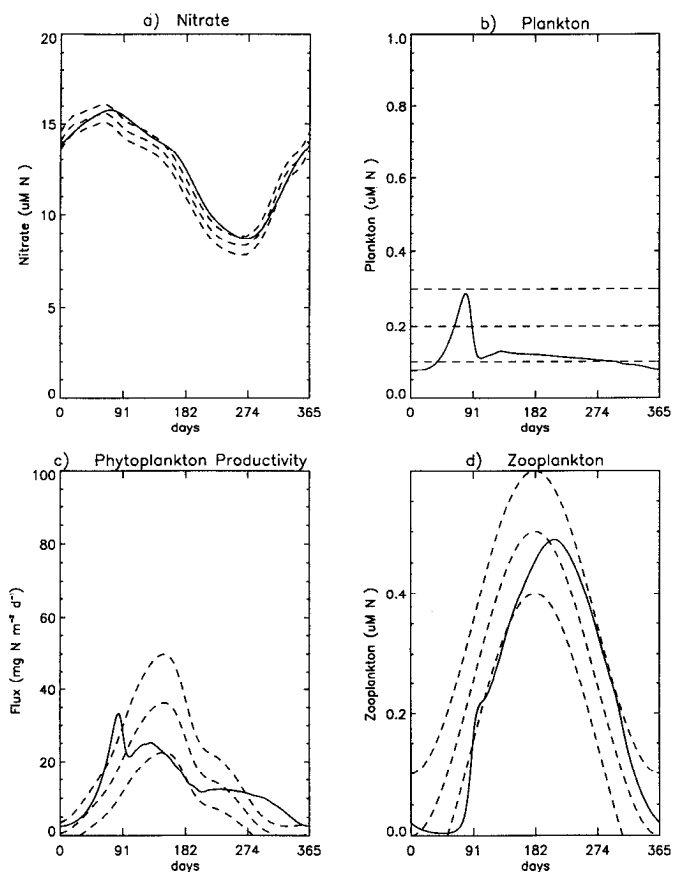 a) Nitrate
20
15
10
5
0
Nitrate (uM N)
0 91 182 274 365
days
b) Plankton
1.0
0.8
0.6
0.4
0.2
0.0
Plankton (uM N )
0 91 182 274 365
days
c) Phytoplankton Productivity
100
80
60
40
20
0
Flux (mg N m⁻² d⁻)
0 91 182 274 365
days
d) Zooplankton
0.4
0.2
0.0
Zooplankton (uM N)
0 91 182 274 365
days